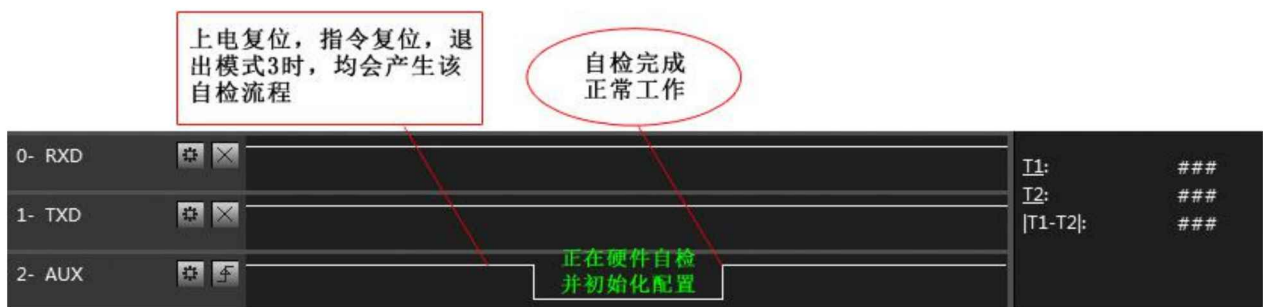 上电复位，指令复位，退
出模式3时，均会产生该
自检流程
自检完成
正常工作
0- RXD
T1: ###
T2: ###
1- TXD
|T1-T2|: ###
正在硬件自检
2- AUX
并初始化配置